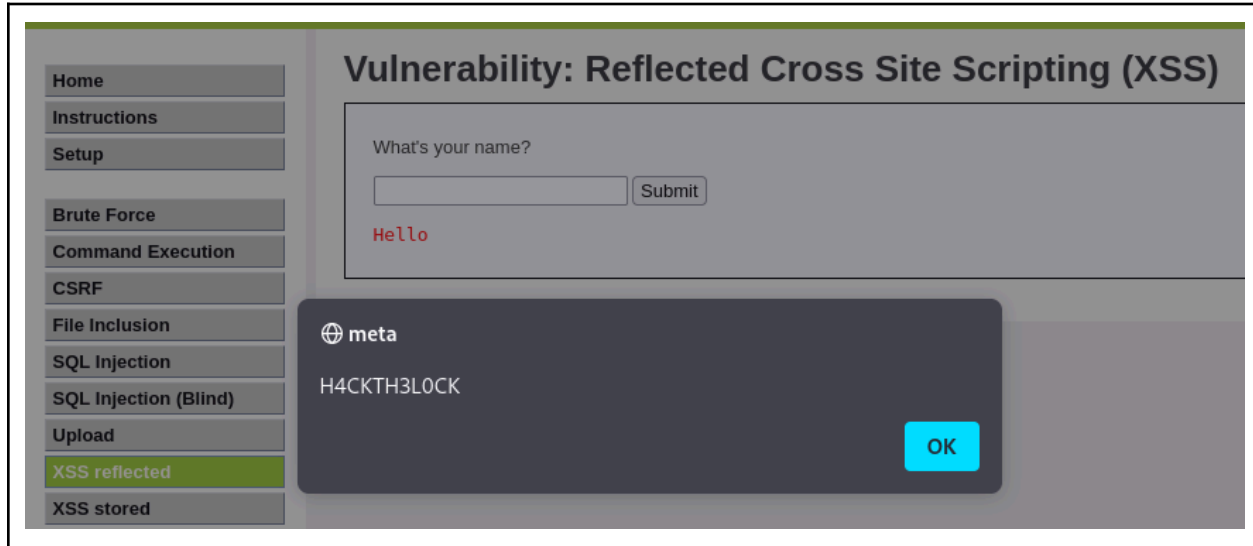 Home
Instructions
Setup
Brute Force
Command Execution
CSRF
File Inclusion
SQL Injection
SQL Injection (Blind)
Upload
XSS reflected
XSS stored
Vulnerability: Reflected Cross Site Scripting (XSS)
What's your name?
Submit
Hello
meta
H4CKTH3L0CK
OK